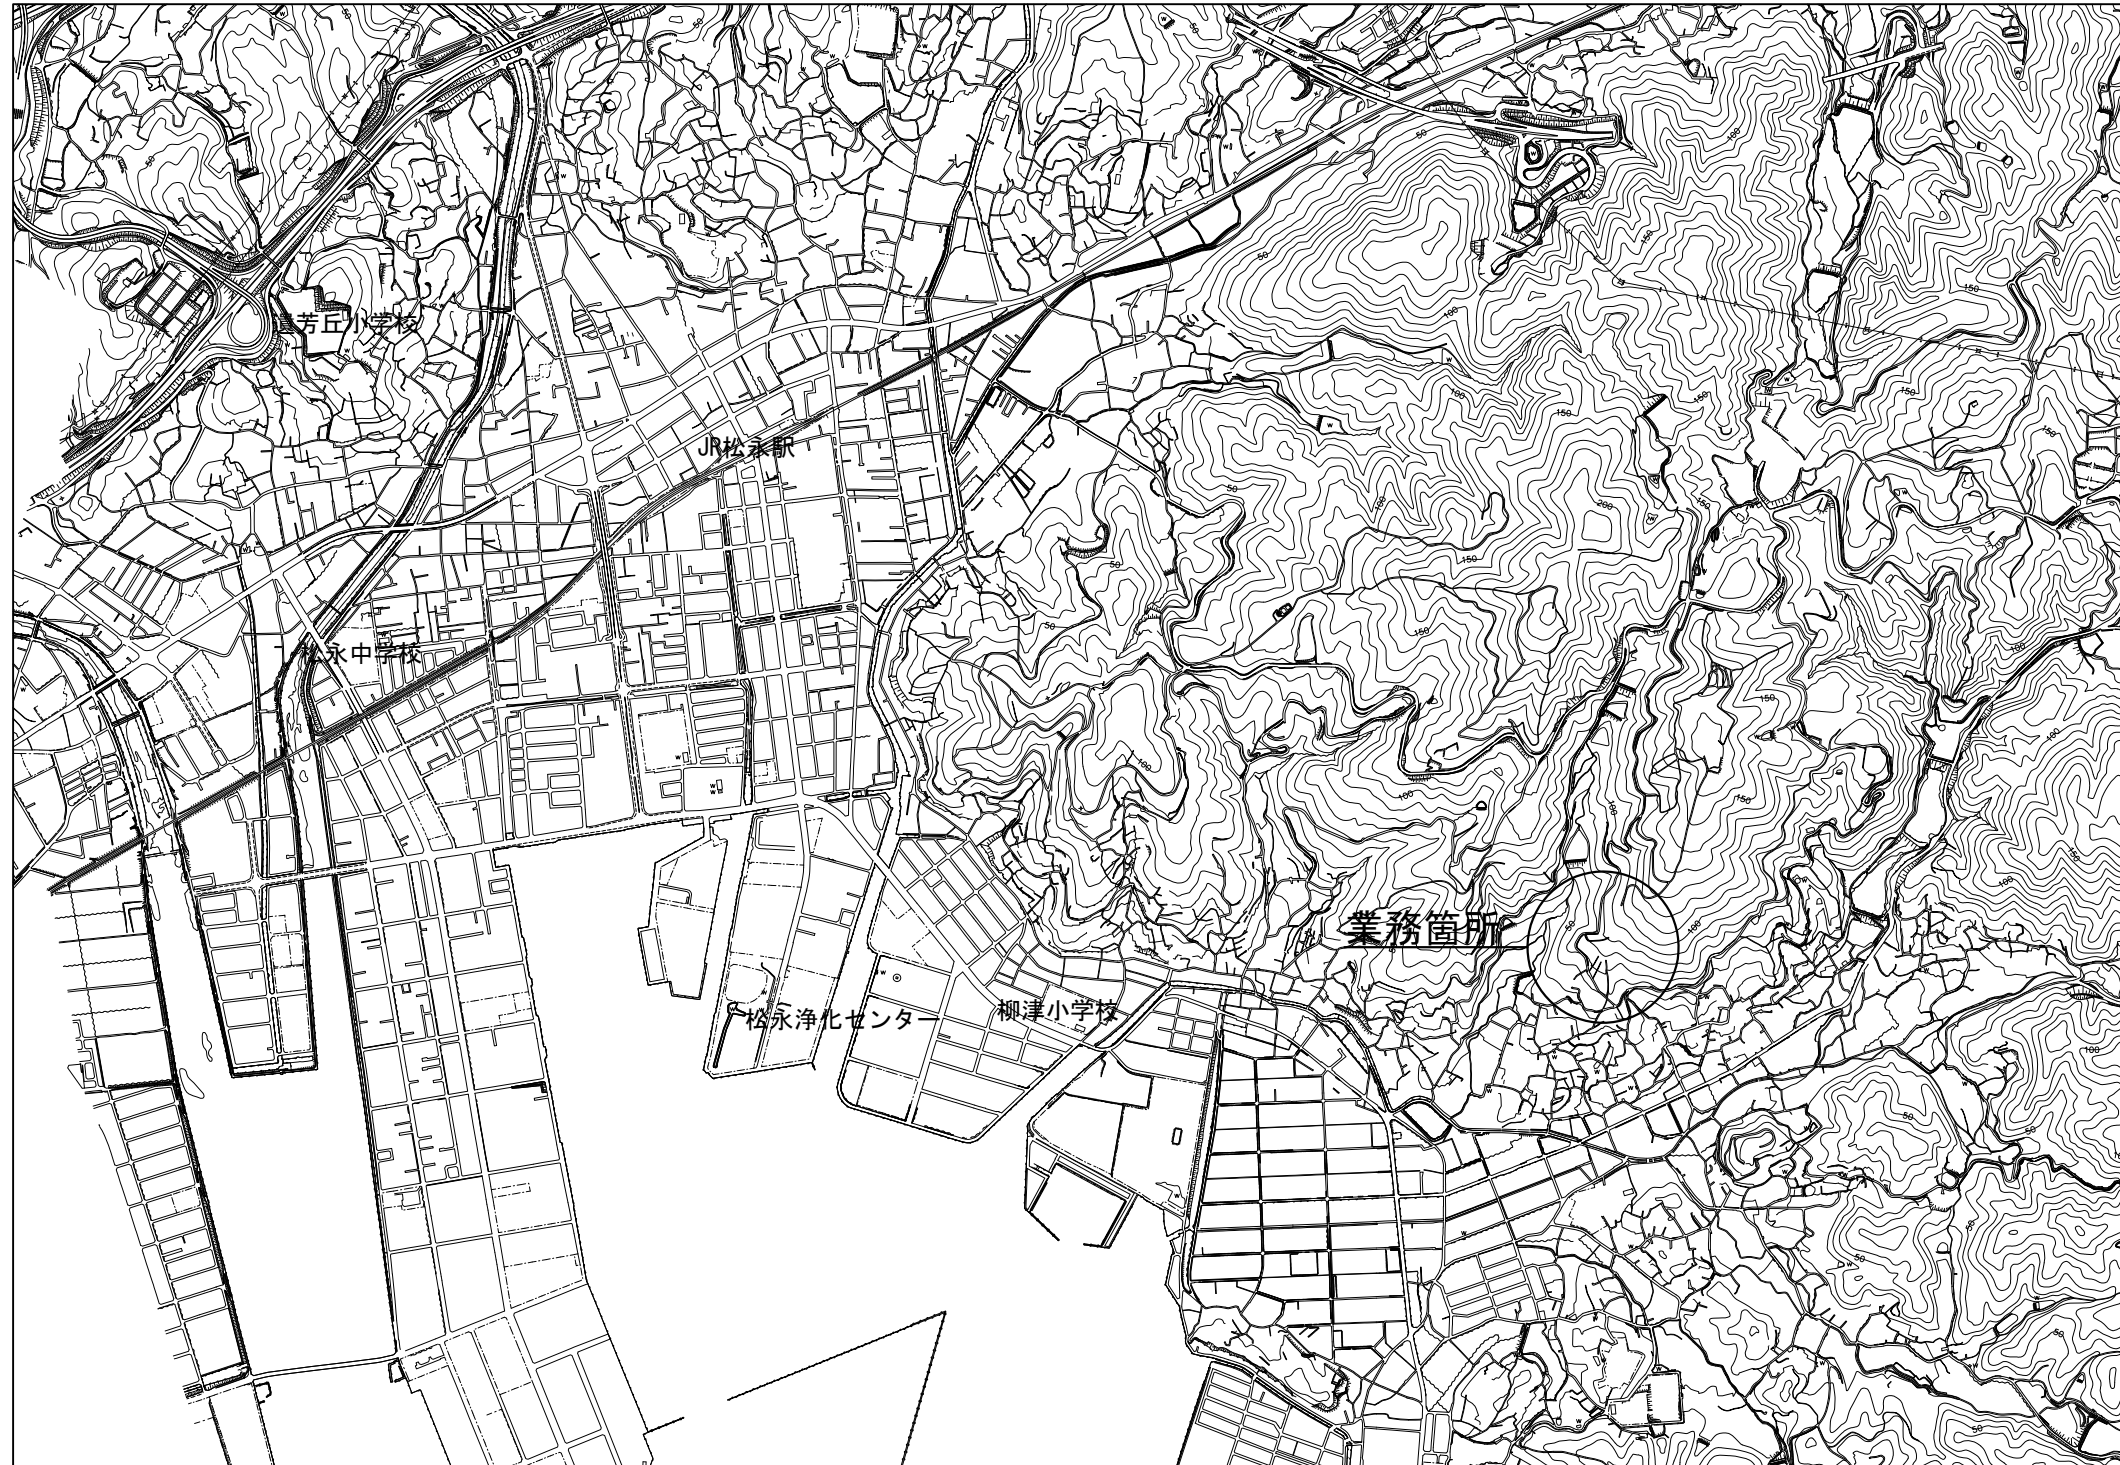 遺芳丘小学校
JR松永駅
松永中学校
業務箇所
松永浄化センター
柳津小学校